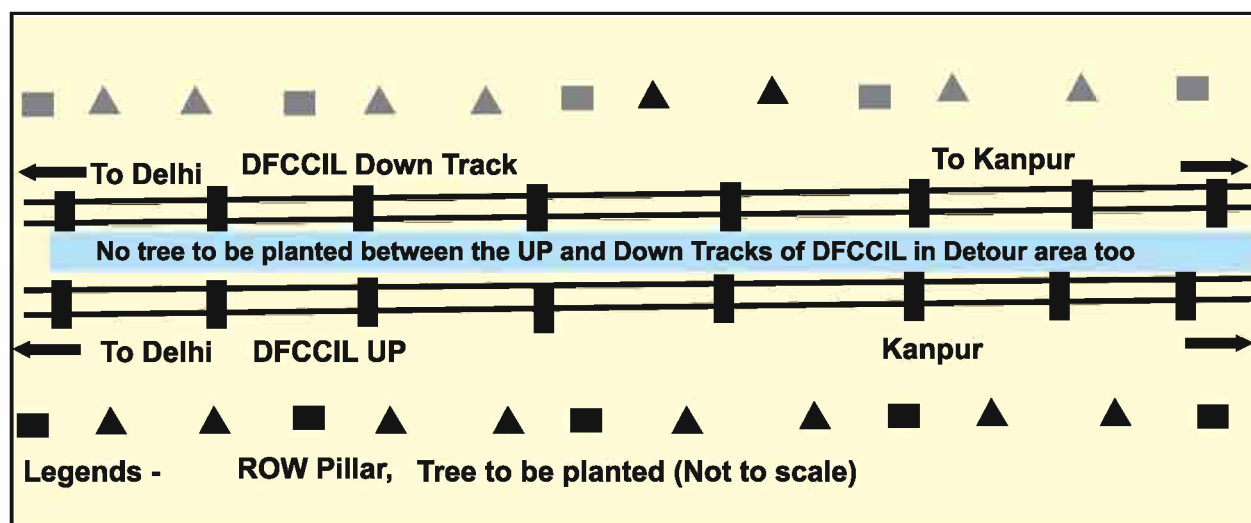 To Delhi DFCCIL Down Track To Kanpur
No tree to be planted between the UP and Down Tracks of DFCCIL in Detour area too
To Delhi DFCCIL UP Kanpur
Legends - ROW Pillar, Tree to be planted (Not to scale)